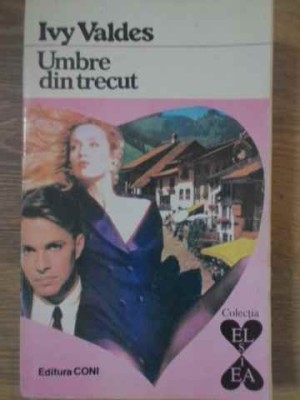 Ivy Valdes
Umbre
din trecut
Colecția
EL
ȘI
EA
Editura CONI